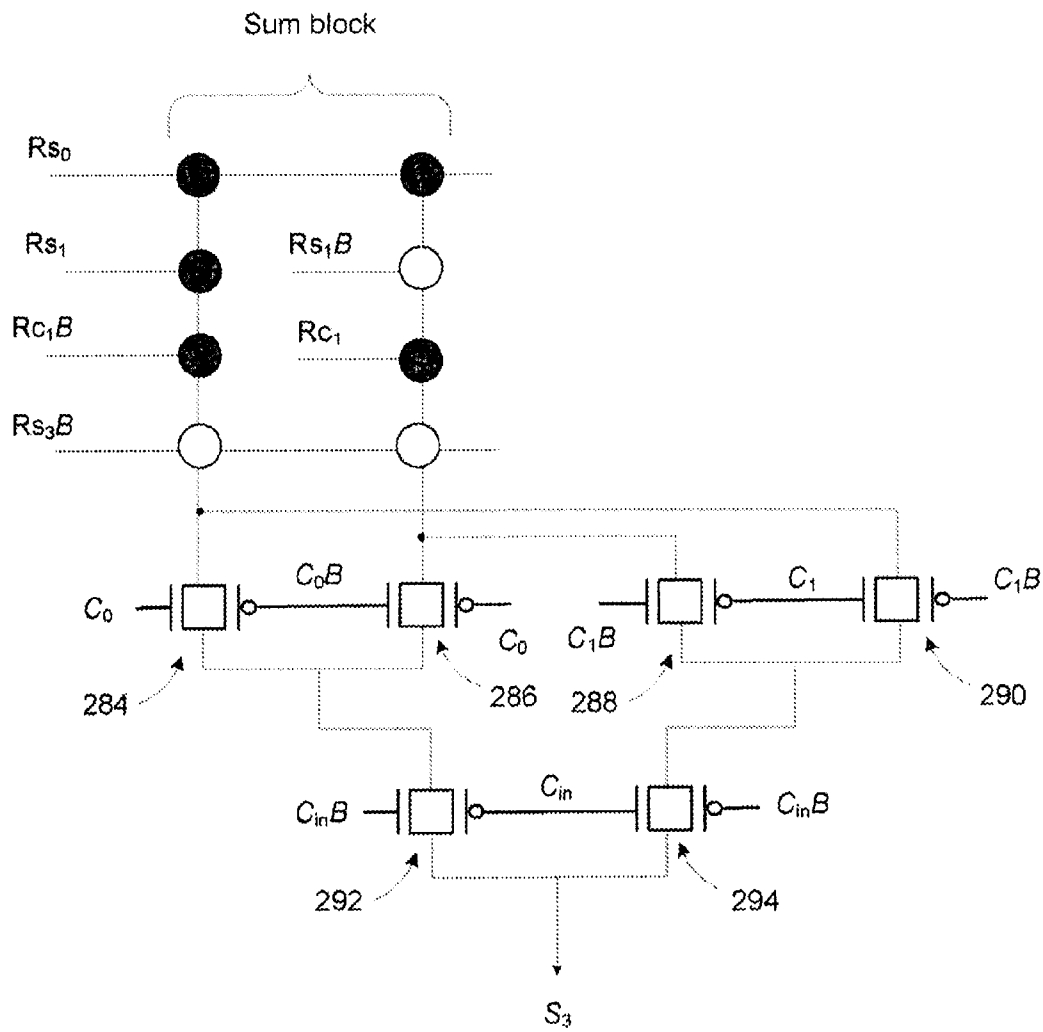 Sum block
Rs₀
Rs₁ Rs₁B
Rc₁B Rc₁
Rs₃B
C₀ C₀B C₀ C₁B C₁ C₁B
284 286 288 290
CᵢₙB Cᵢₙ CᵢₙB
292 294
S₃